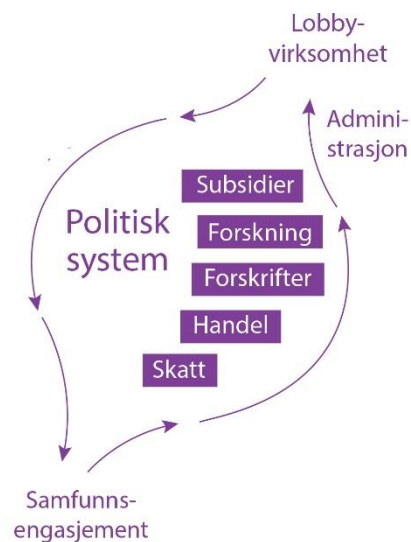 Lobby-
virksomhet
Admini-
strasjon
Politisk
system
Subsidier
Forskning
Forskrifter
Handel
Skatt
Samfunns-
engasjement